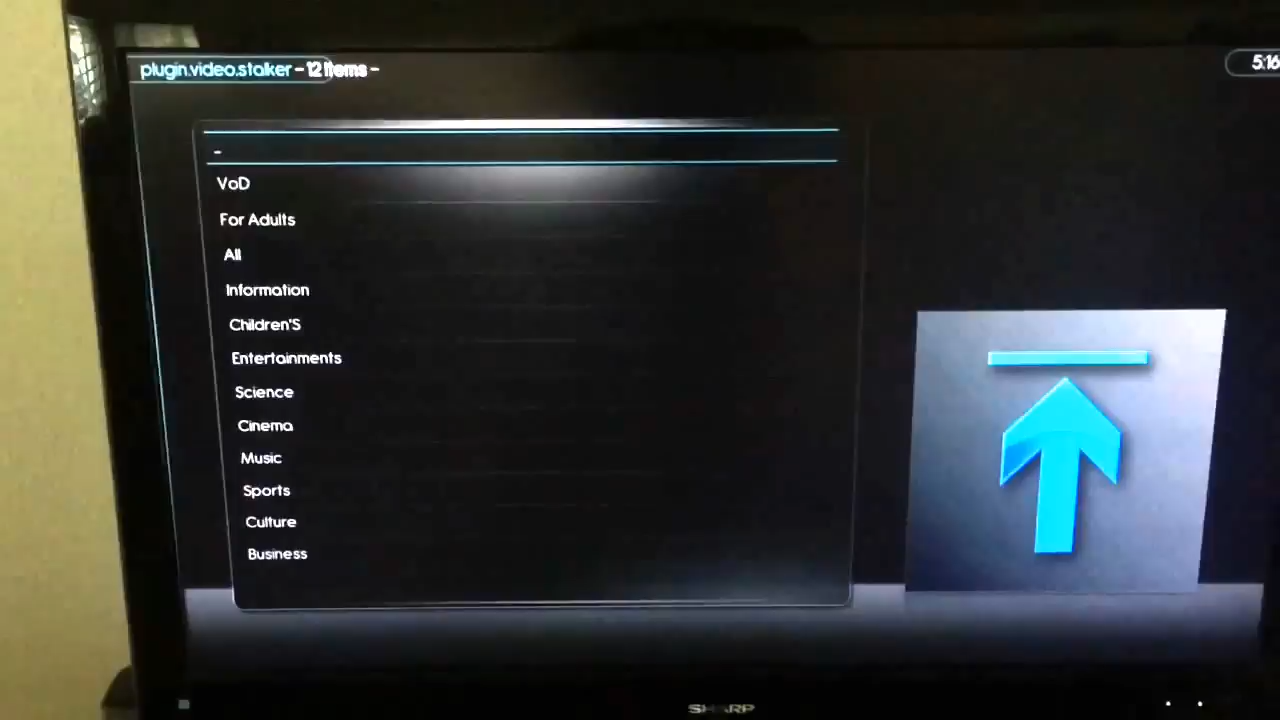 plugin.video.stalker - 12 items -
5:16
-
VoD
For Adults
All
Information
Children'S
Entertainments
Science
Cinema
Music
Sports
Culture
Business
SHARP